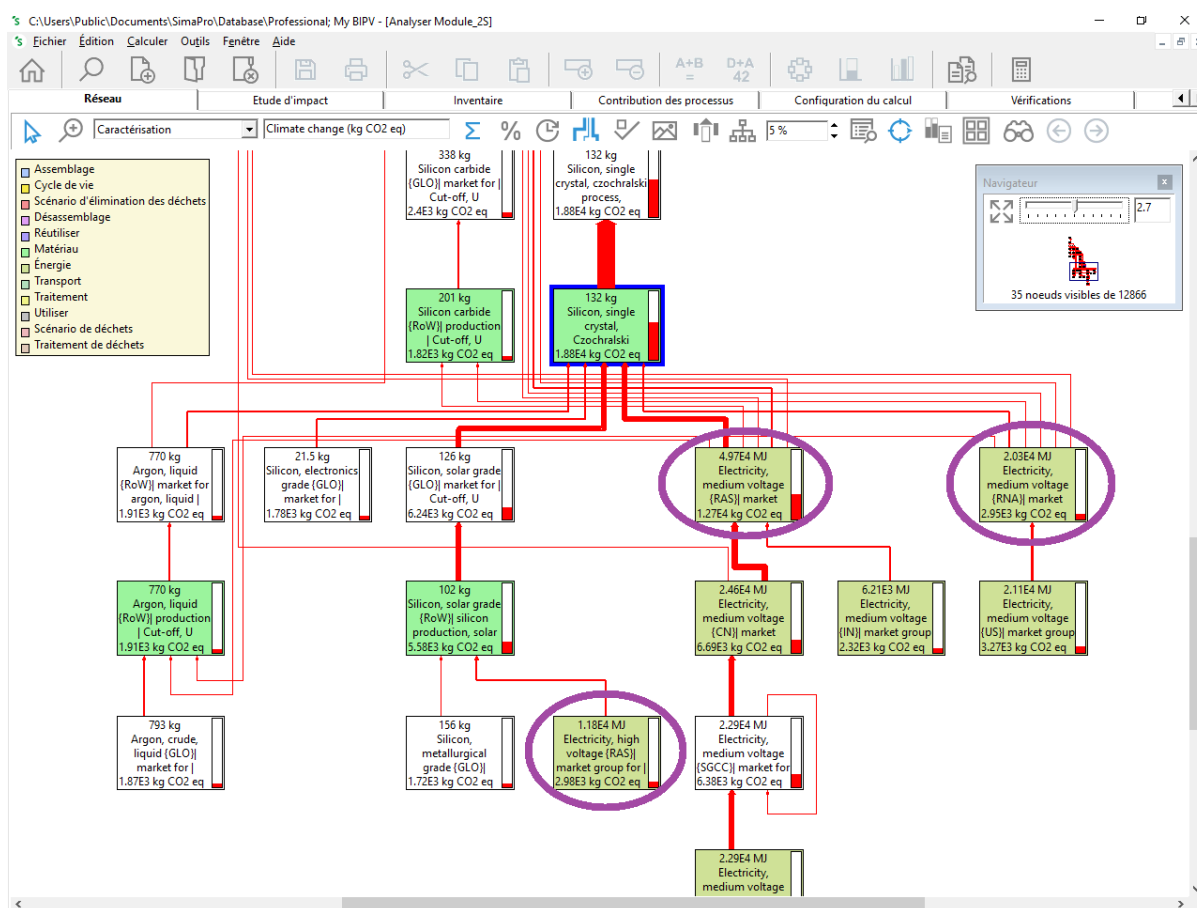 C:\Users\Public\Documents\SimaPro\Database\Professional; My BIPV - [Analyser Module_2S]
Fichier Édition Calculer Outils Fenêtre Aide
A+B
=
D+A
42
Réseau
Etude d'impact
Inventaire
Contribution des processus
Configuration du calcul
Vérifications
Caractérisation
Climate change (kg CO2 eq)
Σ
%
5 %
Assemblage
Cycle de vie
Scénario d'élimination des déchets
Désassemblage
Réutiliser
Matériau
Énergie
Transport
Traitement
Utiliser
Scénario de déchets
Traitement de déchets
338 kg
Silicon carbide
{GLO}| market for |
Cut-off, U
2.4E3 kg CO2 eq
132 kg
Silicon, single
crystal, czochralski
process,
1.88E4 kg CO2 eq
Navigateur
2.7
35 noeuds visibles de 12866
201 kg
Silicon carbide
{RoW}| production
| Cut-off, U
1.82E3 kg CO2 eq
132 kg
Silicon, single
crystal,
Czochralski
1.88E4 kg CO2 eq
770 kg
Argon, liquid
{RoW}| market for
argon, liquid |
1.91E3 kg CO2 eq
21.5 kg
Silicon, electronics
grade {GLO}|
market for |
1.78E3 kg CO2 eq
126 kg
Silicon, solar grade
{GLO}| market for |
Cut-off, U
6.24E3 kg CO2 eq
4.97E4 MJ
Electricity,
medium voltage
{RAS}| market
1.27E4 kg CO2 eq
2.03E4 MJ
Electricity,
medium voltage
{RNA}| market
2.95E3 kg CO2 eq
770 kg
Argon, liquid
{RoW}| production
| Cut-off, U
1.91E3 kg CO2 eq
102 kg
Silicon, solar grade
{RoW}| silicon
production, solar
5.58E3 kg CO2 eq
2.46E4 MJ
Electricity,
medium voltage
{CN}| market
6.69E3 kg CO2 eq
6.21E3 MJ
Electricity,
medium voltage
{IN}| market group
2.32E3 kg CO2 eq
2.11E4 MJ
Electricity,
medium voltage
{US}| market group
3.27E3 kg CO2 eq
793 kg
Argon, crude,
liquid {GLO}|
market for |
1.87E3 kg CO2 eq
156 kg
Silicon,
metallurgical
grade {GLO}|
1.72E3 kg CO2 eq
1.18E4 MJ
Electricity, high
voltage {RAS}|
market group for |
2.98E3 kg CO2 eq
2.29E4 MJ
Electricity,
medium voltage
{SGCC}| market for
6.38E3 kg CO2 eq
2.29E4 MJ
Electricity,
medium voltage